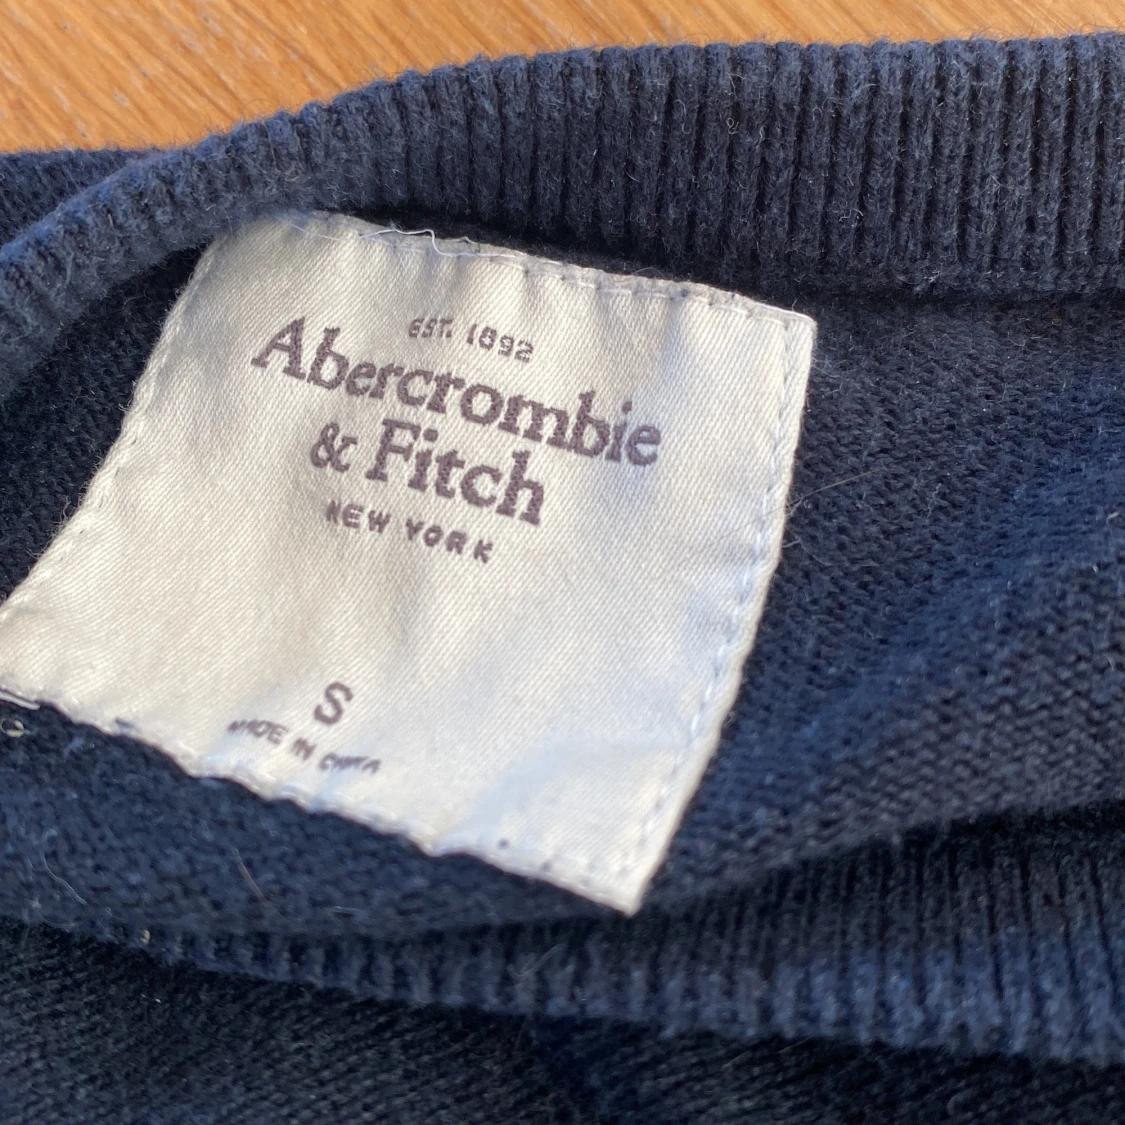 EST. 1892
Abercrombie
& Fitch
NEW YORK
S
MADE IN CHINA